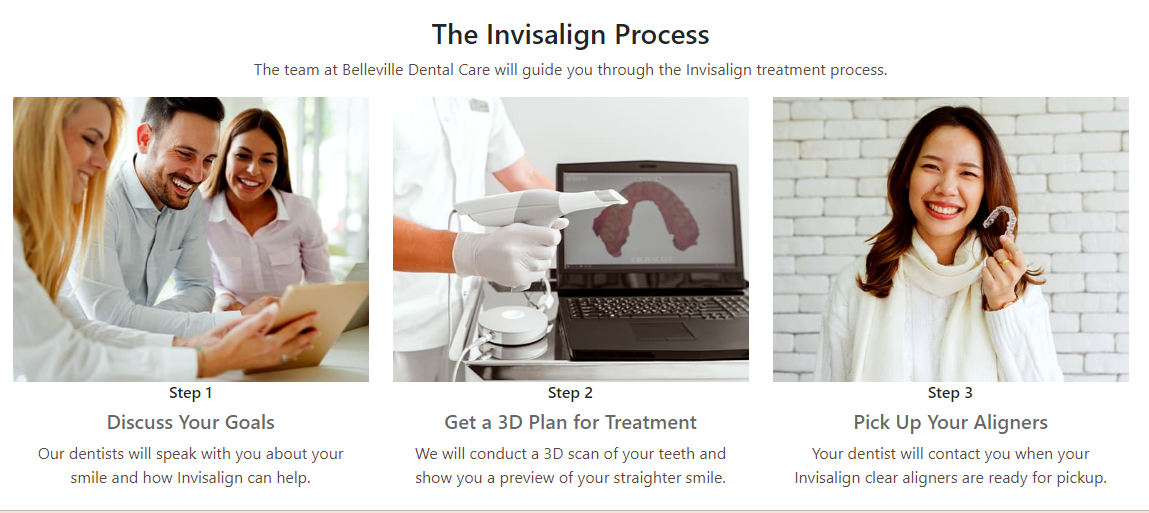 The Invisalign Process
The team at Belleville Dental Care will guide you through the Invisalign treatment process.
Step 1
Discuss Your Goals
Our dentists will speak with you about your
smile and how Invisalign can help.
Step 2
Get a 3D Plan for Treatment
We will conduct a 3D scan of your teeth and
show you a preview of your straighter smile.
Step 3
Pick Up Your Aligners
Your dentist will contact you when your
Invisalign clear aligners are ready for pickup.